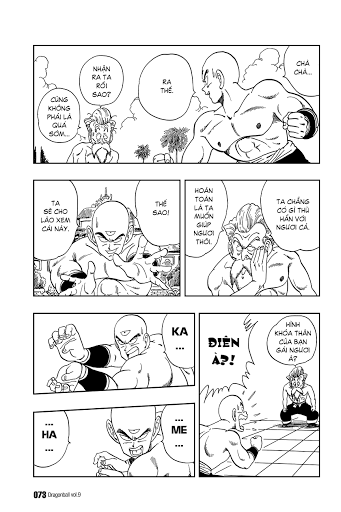 CHÀ
CHÀ...
RA
THẾ.
NHẬN
RA TA
RỒI
SAO?
CŨNG
KHÔNG
PHẢI LÀ
QUÁ
SỚM...
TA CHẲNG
CÓ GÌ THÙ
HẰN VỚI
NGƯƠI CẢ.
HOÀN
TOÀN
LÀ TA
MUỐN
GIÚP
NGƯƠI
THÔI.
THẾ
SAO!
TA
SẼ CHO
LÃO XEM
CÁI NÀY.
HÌNH
KHỎA THÂN
CỦA BẠN
GÁI NGƯƠI
À?
ĐIÊN
À?!
KA
...
...
ME
...
...
HA
...
073 Dragonball vol.9